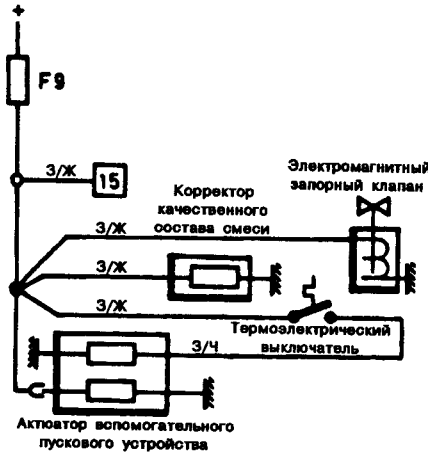 +
F9
З/Ж
15
Электромагнитный
запорный клапан
Корректор
качественного
состава смеси
З/Ж
З/Ж
З/Ж
Термоэлектрический
выключатель
З/Ч
Актюатор вспомогательного
пускового устройства